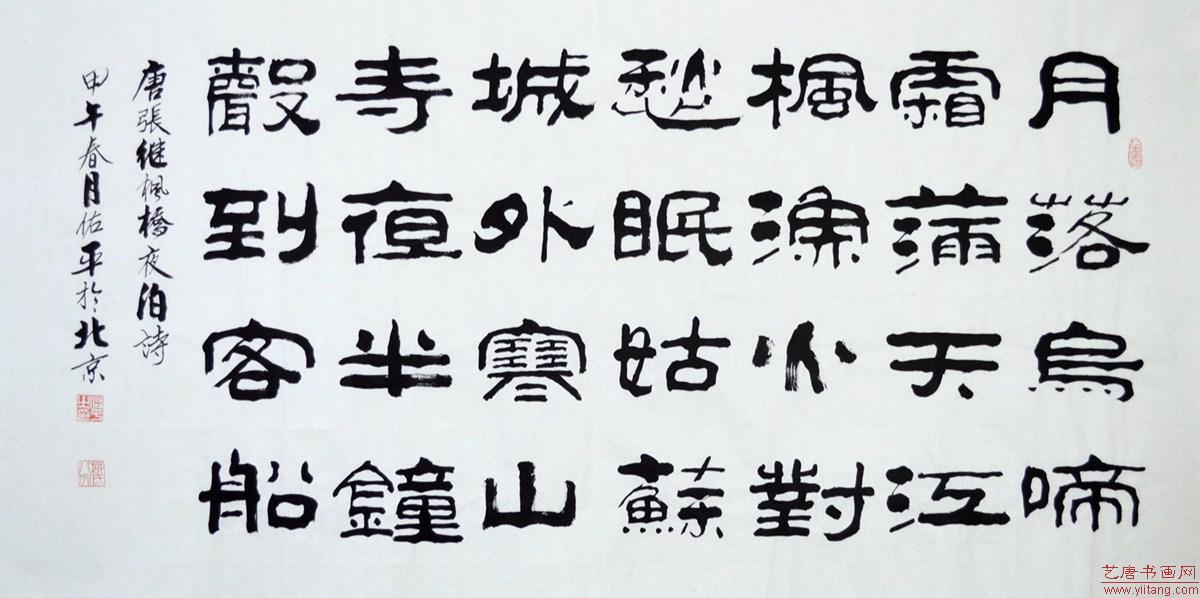 月落烏啼
霜滿天江
楓漁火對
愁眠姑蘇
城外寒山
寺夜半鐘
聲到客船
唐張继楓橋夜泊詩
甲午春月佑平於北京
艺唐书画网
www.yiitang.com